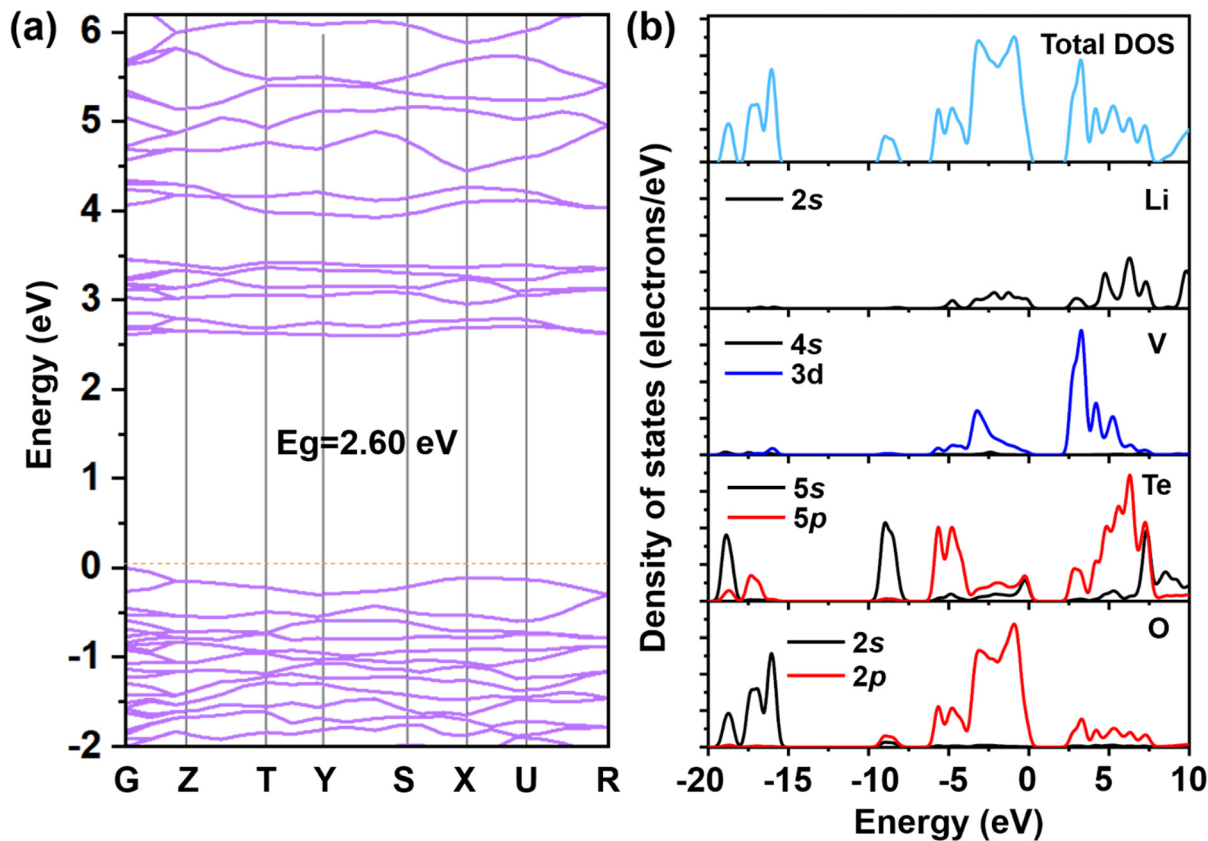 (a)
Energy (eV)
6
5
4
3
2
1
0
-1
-2
Eg=2.60 eV
G Z T Y S X U R
(b)
Density of states (electrons/eV)
Total DOS
2s
Li
4s
3d
V
5s
5p
Te
2s
2p
O
-20 -15 -10 -5 0 5 10
Energy (eV)